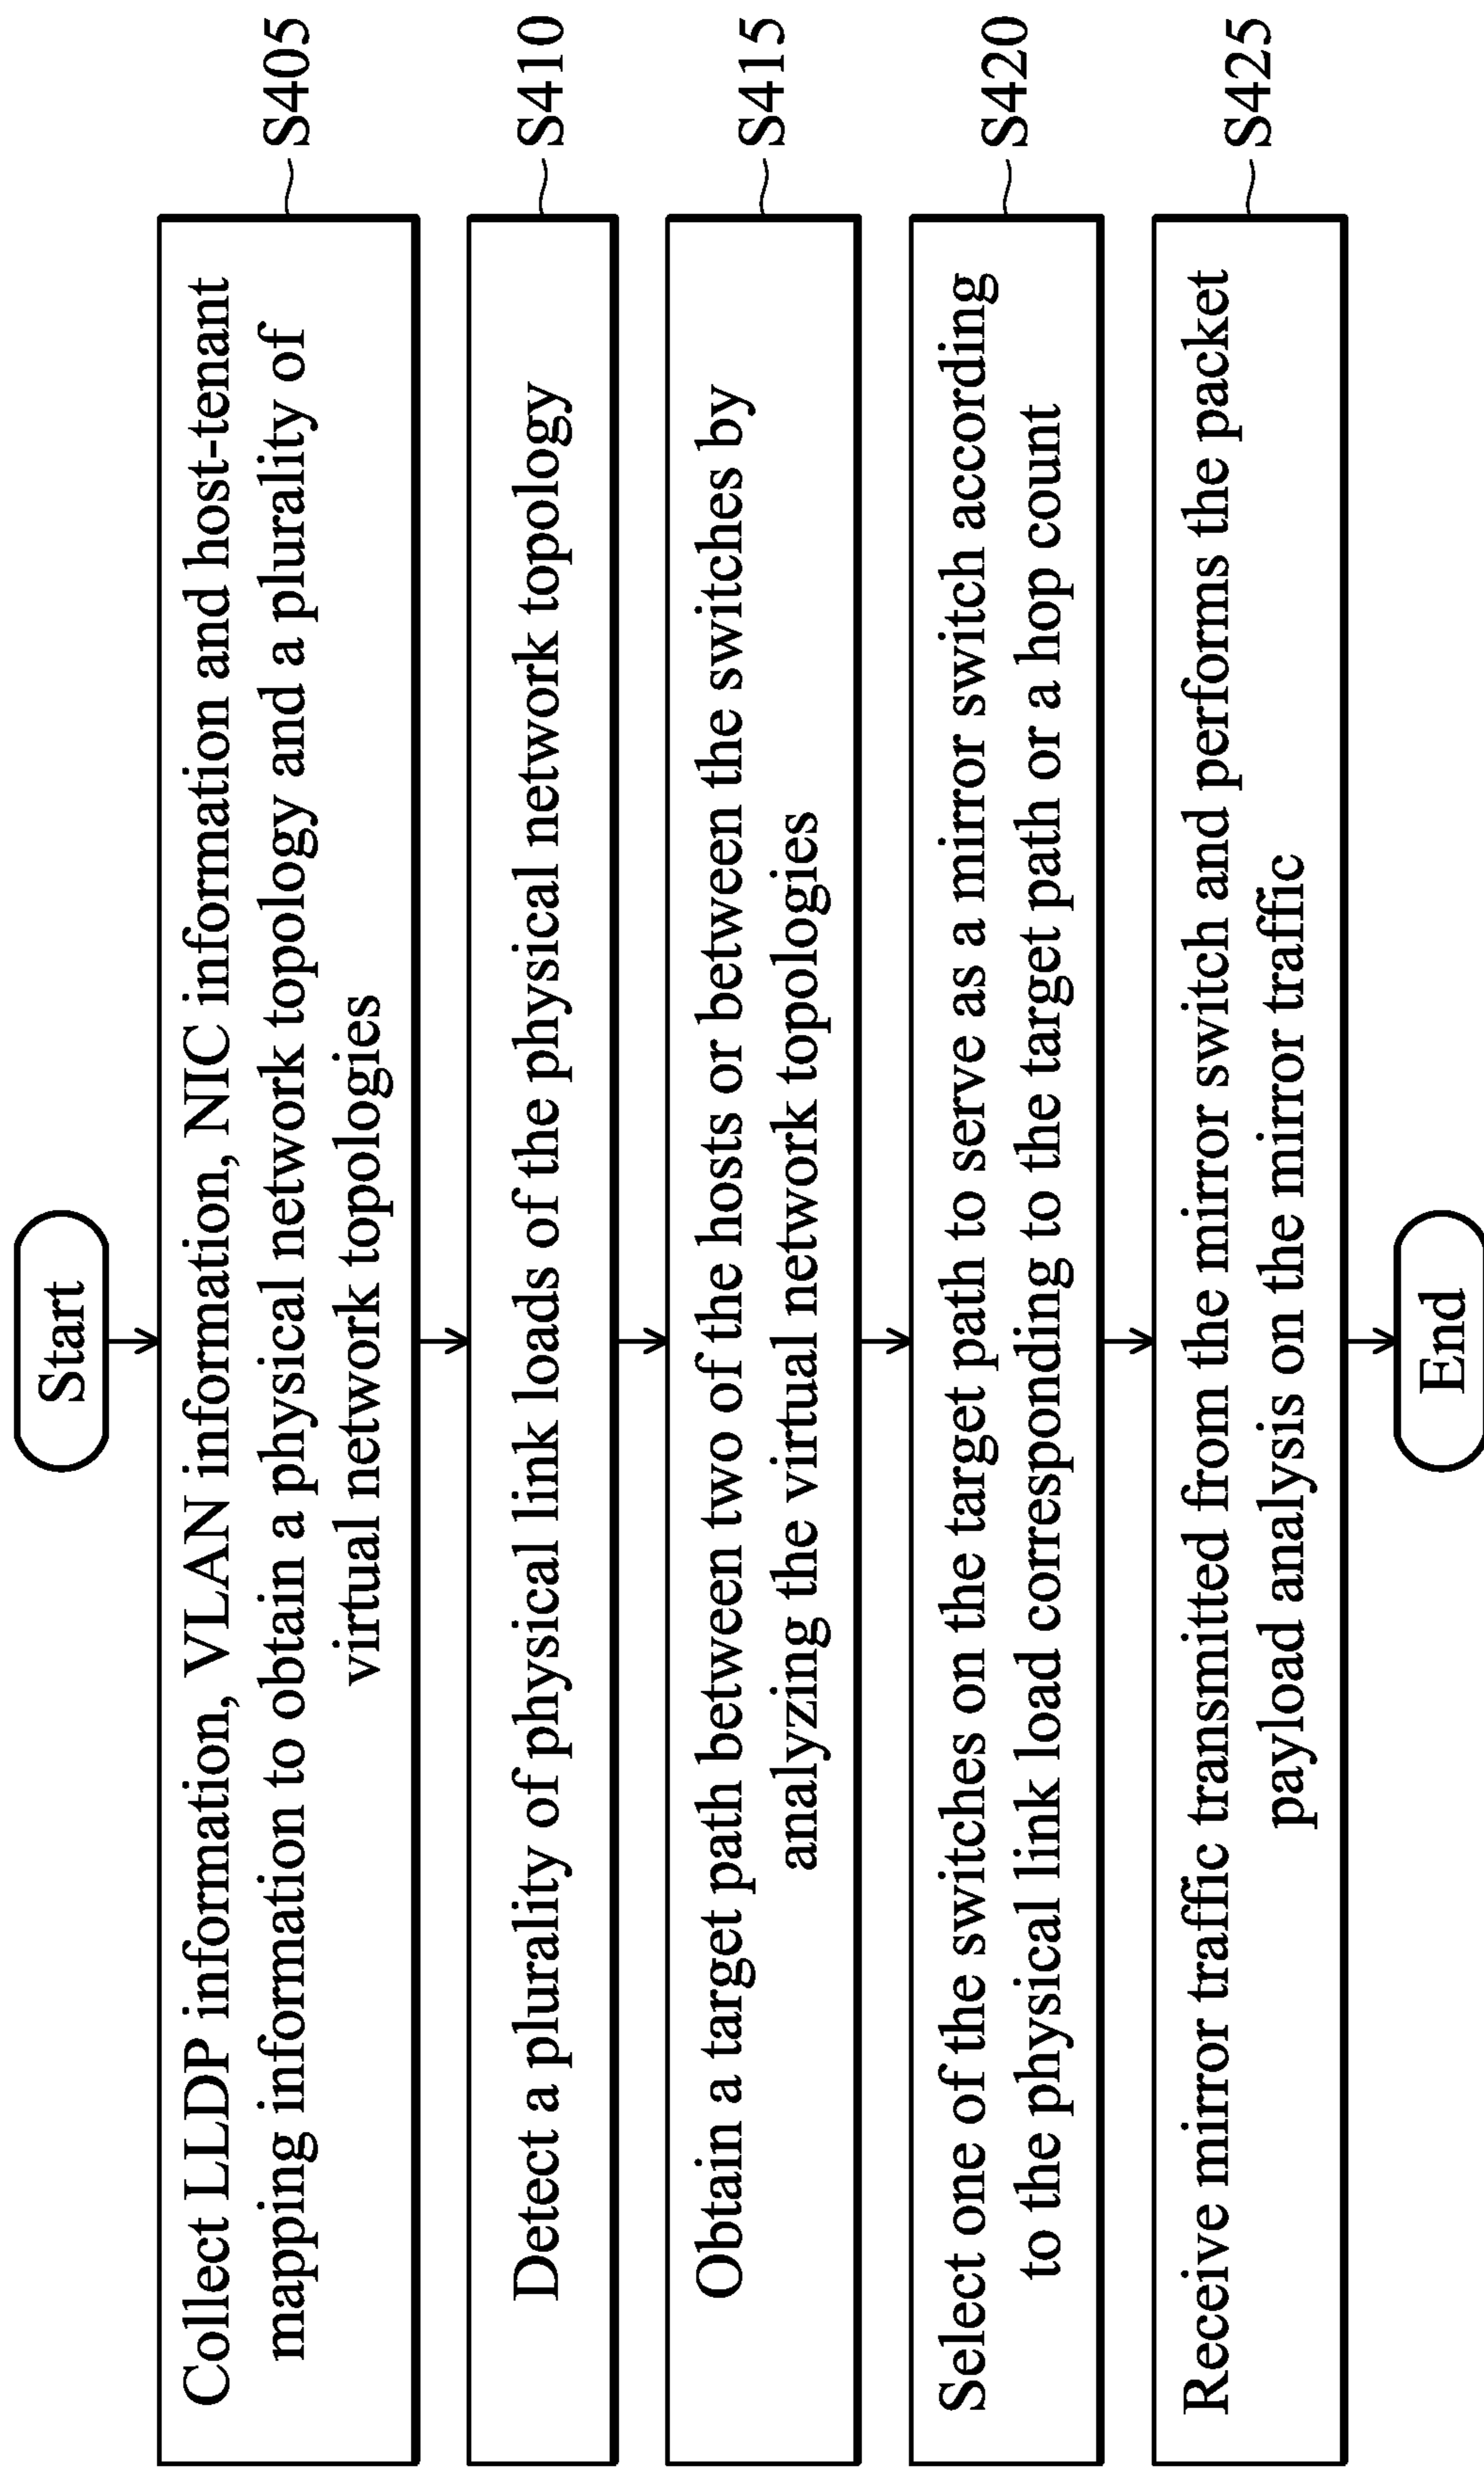 Start
Collect LLDP information, VLAN information, NIC information and host-tenant
mapping information to obtain a physical network topology and a plurality of
virtual network topologies
S405
Detect a plurality of physical link loads of the physical network topology
S410
Obtain a target path between two of the hosts or between the switches by
analyzing the virtual network topologies
S415
Select one of the switches on the target path to serve as a mirror switch according
to the physical link load corresponding to the target path or a hop count
S420
Receive mirror traffic transmitted from the mirror switch and performs the packet
payload analysis on the mirror traffic
S425
End